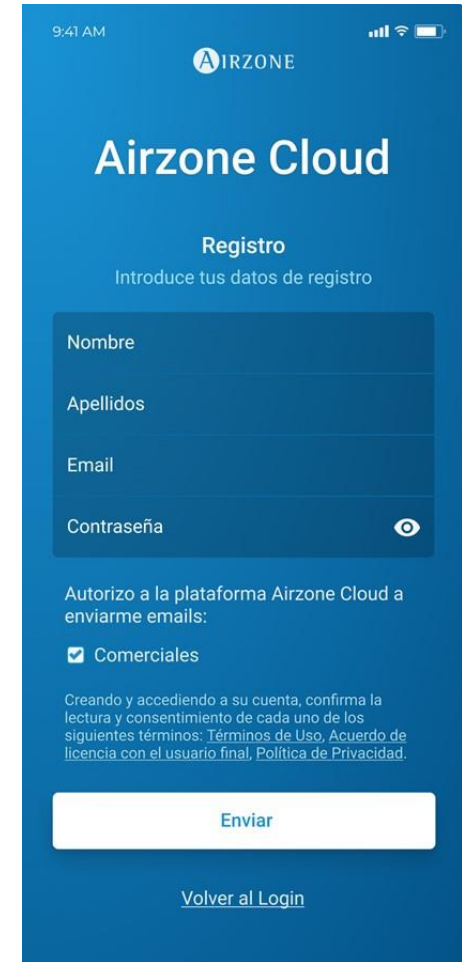 9:41 AM
AIRZONE
Airzone Cloud
Registro
Introduce tus datos de registro
Nombre
Apellidos
Email
Contraseña
Autorizo a la plataforma Airzone Cloud a
enviarme emails:
Comerciales
Creando y accediendo a su cuenta, confirma la
lectura y consentimiento de cada uno de los
siguientes términos: Términos de Uso, Acuerdo de
licencia con el usuario final, Política de Privacidad.
Enviar
Volver al Login